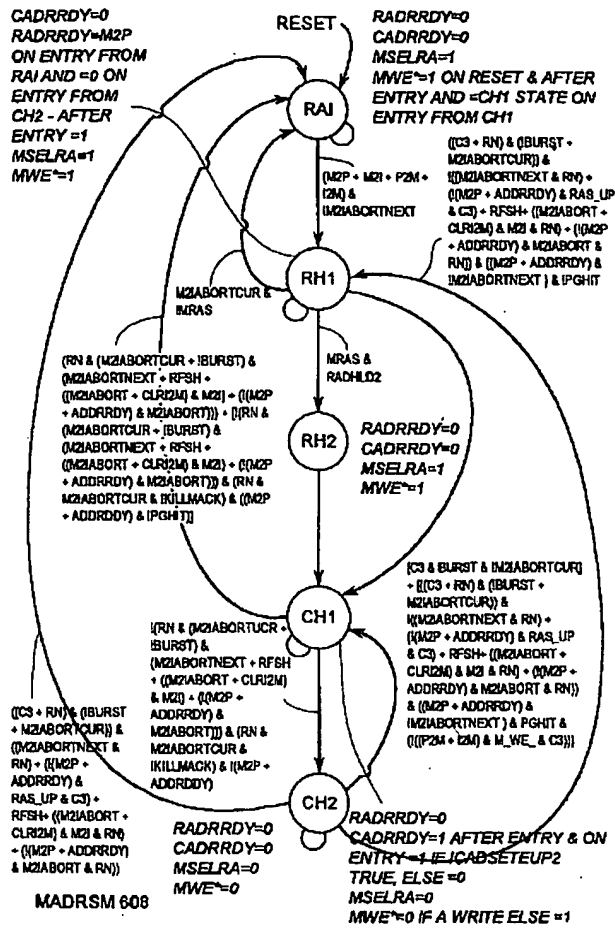 CADRRDY=0
RADRRDY=M2P
ON ENTRY FROM
RAI AND =0 ON
ENTRY FROM
CH2 - AFTER
ENTRY =1
MSELRA=1
MWE*=1
RESET
RADRRDY=0
CADRRDY=0
MSELRA=1
MWE*=1 ON RESET & AFTER
ENTRY AND =CH1 STATE ON
ENTRY FROM CH1
RAI
(M2P + M2I + P2M +
I2M) &
!M2IABORTNEXT
((C3 + RN) & (!BURST +
M2IABORTCUR)) &
!((M2IABORTNEXT & RN) +
(!(M2P + ADDRRDY) & RAS_UP
& C3) + RFSH+ ((M2IABORT +
CLRI2M) & M2I & RN) + (!(M2P
+ ADDRRDY) & M2IABORT &
RN)) & ((M2P + ADDRRDY) &
!M2IABORTNEXT ) & !PGHIT
RH1
M2IABORTCUR &
!MRAS
MRAS &
RADHLD2
(RN & (M2IABORTCUR + !BURST) &
(M2IABORTNEXT + RFSH +
((M2IABORT + CLRI2M) & M2I) + (!(M2P
+ ADDRRDY) & M2IABORT))) + (!(RN &
(M2IABORTCUR + !BURST) &
(M2IABORTNEXT + RFSH+
((M2IABORT + CLRI2M) & M2I) + (!(M2P
+ ADDRRDY) & M2IABORT))) & (RN &
M2IABORTCUR & !KILLMACK) & ((M2P
+ ADDRDDY) & !PGHIT))
RH2
RADRRDY=0
CADRRDY=0
MSELRA=1
MWE*=1
CH1
[C3 & BURST & !M2IABORTCUR]
+ [((C3 + RN) & (!BURST +
M2IABORTCUR)) &
!((M2IABORTNEXT & RN) +
(!(M2P + ADDRRDY) & RAS_UP
& C3) + RFSH+ ((M2IABORT +
CLRI2M) & M2I & RN) + (!(M2P +
ADDRRDY) & M2IABORT & RN))
& ((M2P + ADDRRDY) &
!M2IABORTNEXT ) & PGHIT &
(!((P2M + I2M) & M_WE_ & C3))]
!(RN & (M2IABORTUCR +
!BURST) &
(M2IABORTNEXT + RFSH
+ ((M2IABORT + CLRI2M)
& M2I) + (!(M2P +
ADDRRDY) &
M2IABORT))) & (RN &
M2IABORTCUR &
!KILLMACK) & !(M2P +
ADDRDDY)
((C3 + RN) & (!BURST
+ M2IABORTCUR)) &
((M2IABORTNEXT &
RN) + (!(M2P +
ADDRRDY) &
RAS_UP & C3) +
RFSH+ ((M2IABORT +
CLRI2M) & M2I & RN)
+ (!(M2P + ADDRRDY)
& M2IABORT & RN))
CH2
RADRRDY=0
CADRRDY=0
MSELRA=0
MWE*=0
RADRRDY=0
CADRRDY=1 AFTER ENTRY & ON
ENTRY =1 IF !CADSETEUP2
TRUE, ELSE =0
MSELRA=0
MWE*=0 IF A WRITE ELSE =1
MADRSM 608